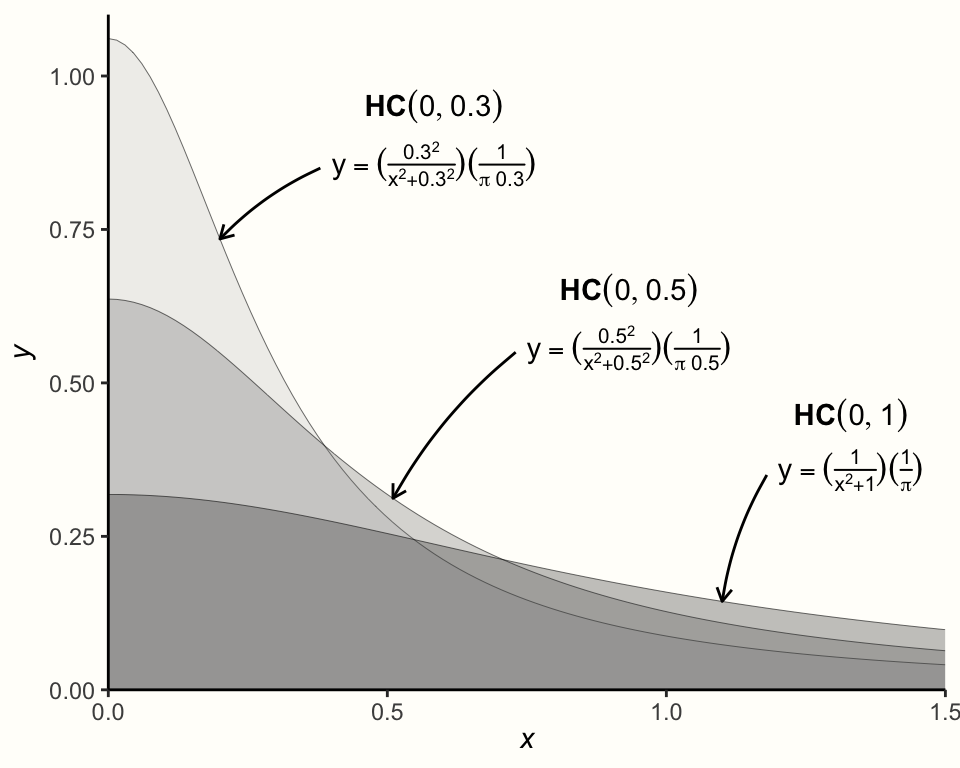 1.00
0.75
0.50
0.25
0.00
y
HC(0, 0.3)
y = (0.3²/x²+0.3²)(1/π 0.3)
HC(0, 0.5)
y = (0.5²/x²+0.5²)(1/π 0.5)
HC(0, 1)
y = (1/x²+1)(1/π)
0.0 0.5 1.0 1.5
x